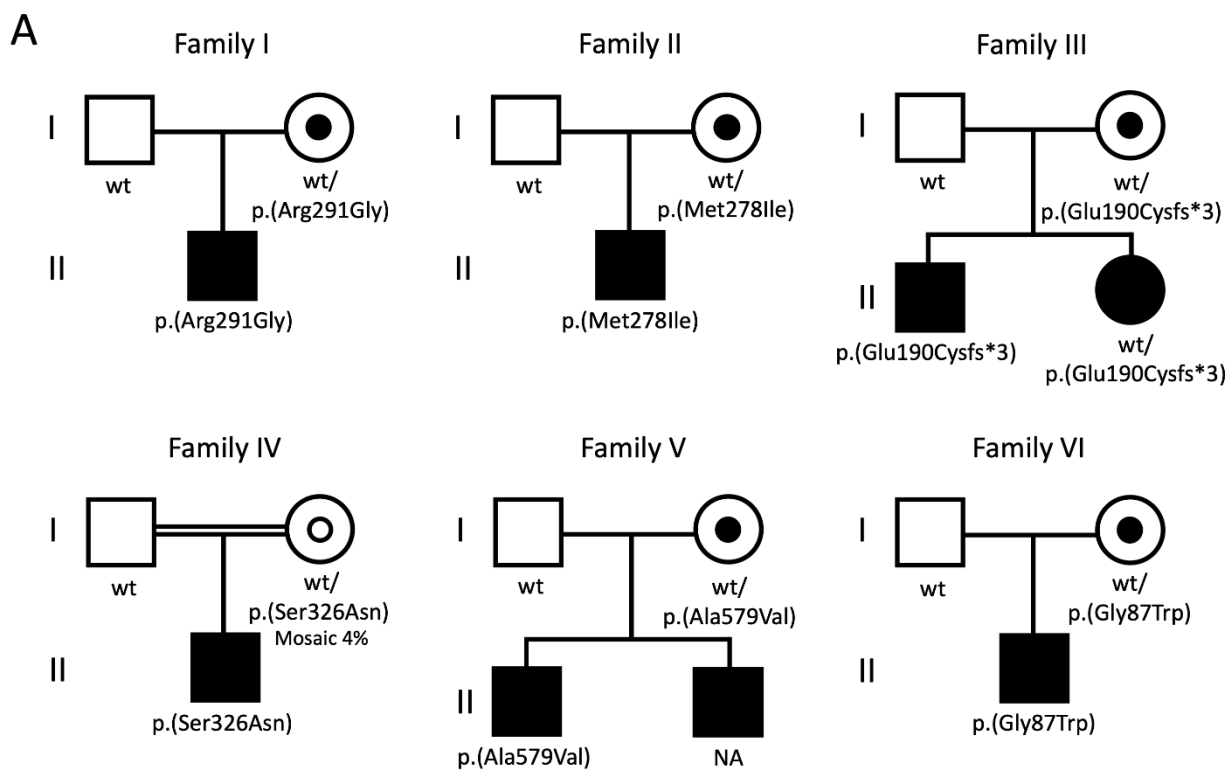 A
Family I
I
wt
wt/
p.(Arg291Gly)
II
p.(Arg291Gly)
Family II
I
wt
wt/
p.(Met278Ile)
II
p.(Met278Ile)
Family III
I
wt
wt/
p.(Glu190Cysfs*3)
II
p.(Glu190Cysfs*3)
wt/
p.(Glu190Cysfs*3)
Family IV
I
wt
wt/
p.(Ser326Asn)
Mosaic 4%
II
p.(Ser326Asn)
Family V
I
wt
wt/
p.(Ala579Val)
II
p.(Ala579Val)
NA
Family VI
I
wt
wt/
p.(Gly87Trp)
II
p.(Gly87Trp)